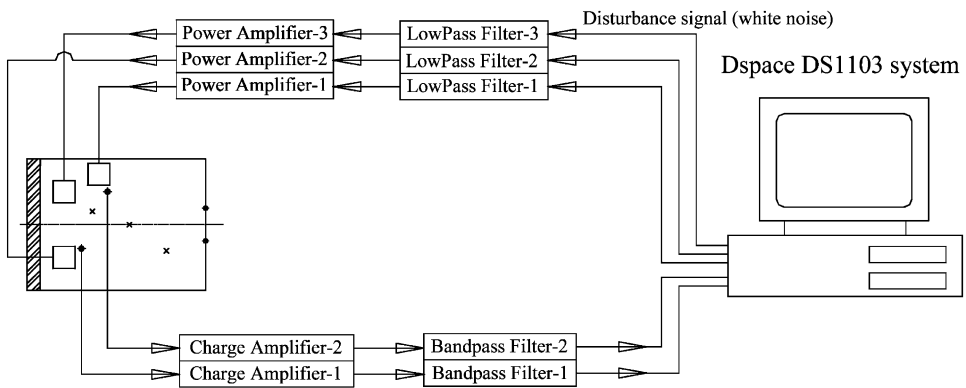 Disturbance signal (white noise)
Power Amplifier-3
LowPass Filter-3
Power Amplifier-2
LowPass Filter-2
Power Amplifier-1
LowPass Filter-1
Dspace DS1103 system
Charge Amplifier-2
Bandpass Filter-2
Charge Amplifier-1
Bandpass Filter-1